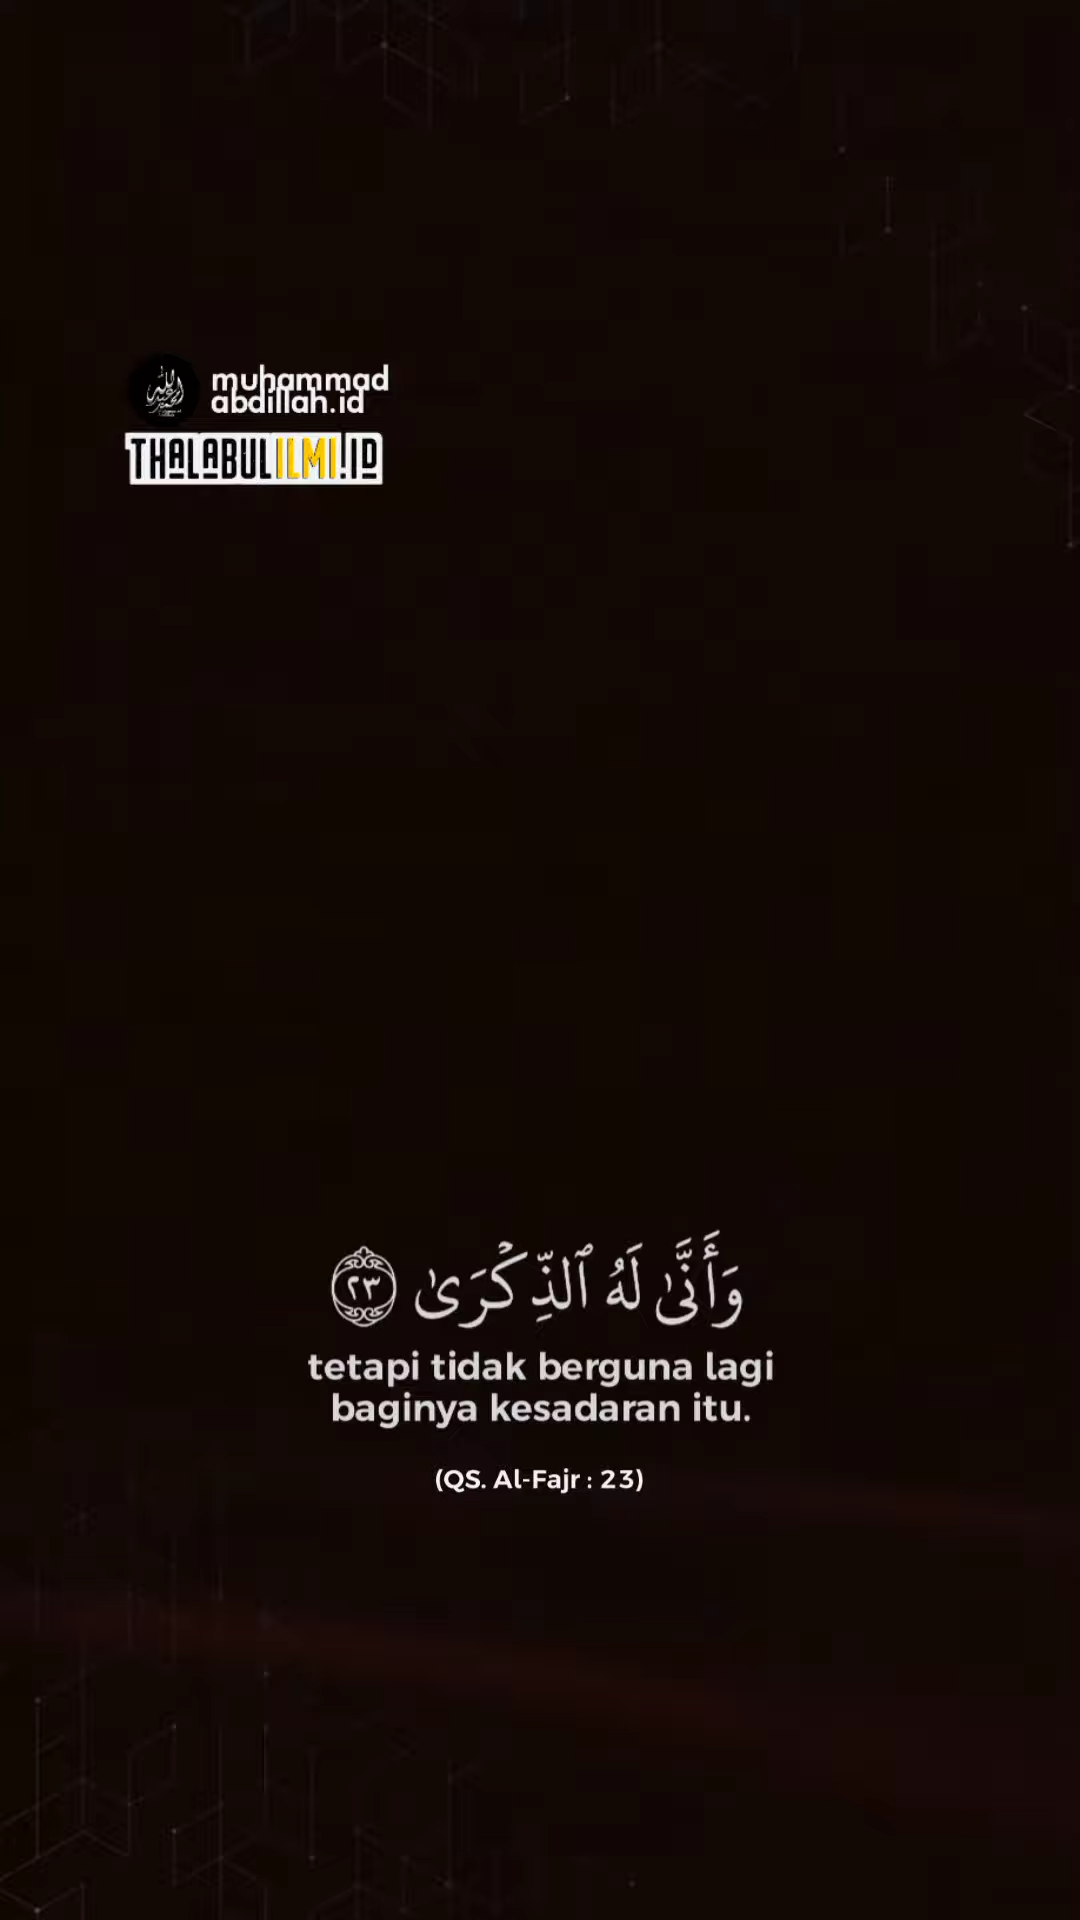 muhammad
abdillah.id
THALABULILMI.ID
وَأَنَّىٰ لَهُ ٱلذِّكْرَىٰ ٢٣
tetapi tidak berguna lagi
baginya kesadaran itu.
(QS. Al-Fajr : 23)